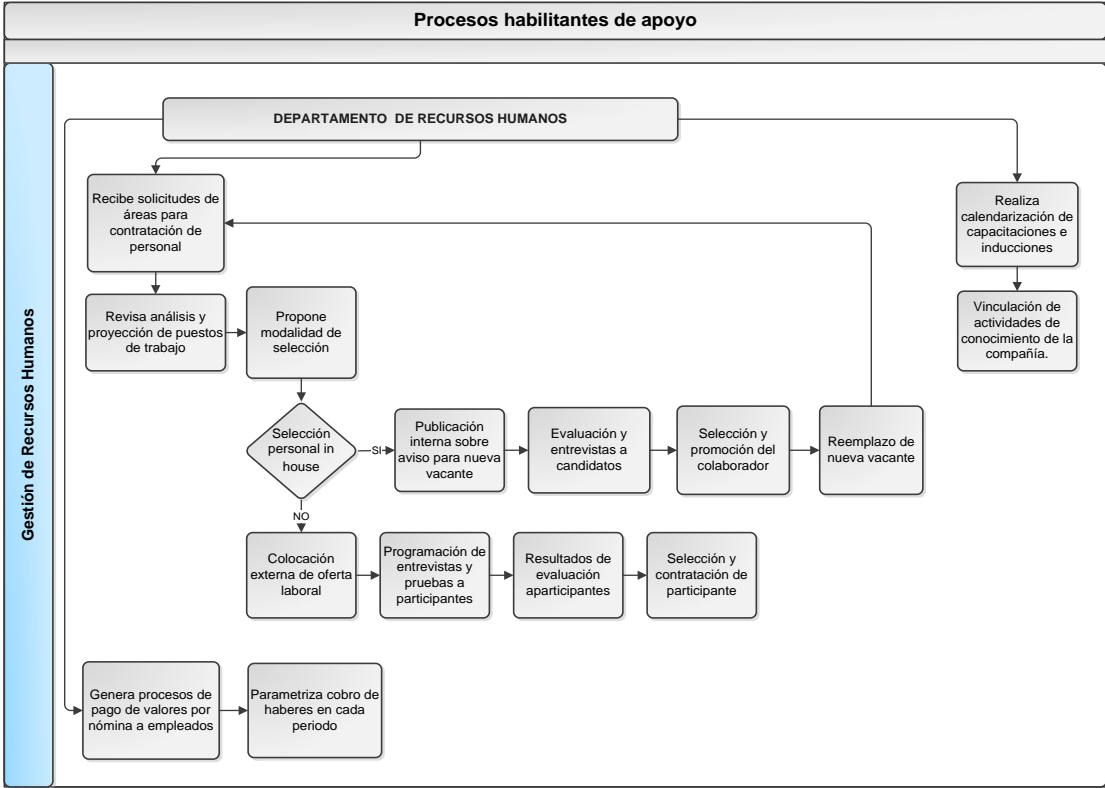 Procesos habilitantes de apoyo
Gestión de Recursos Humanos
DEPARTAMENTO DE RECURSOS HUMANOS
Recibe solicitudes de
áreas para
contratación de
personal
Realiza
calendarización de
capacitaciones e
inducciones
Revisa análisis y
proyección de puestos
de trabajo
Propone
modalidad de
selección
Vinculación de
actividades de
conocimiento de la
compañía.
Selección
personal in
house
SI
Publicación
interna sobre
aviso para nueva
vacante
Evaluación y
entrevistas a
candidatos
Selección y
promoción del
colaborador
Reemplazo de
nueva vacante
NO
Colocación
externa de oferta
laboral
Programación de
entrevistas y
pruebas a
participantes
Resultados de
evaluación
aparticipantes
Selección y
contratación de
participante
Genera procesos de
pago de valores por
nómina a empleados
Parametriza cobro de
haberes en cada
periodo